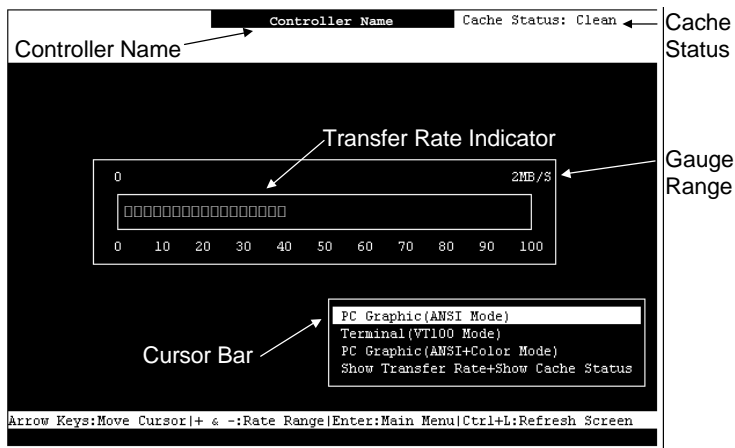 Controller Name
Cache Status: Clean
Cache
Status
Controller Name
Transfer Rate Indicator
Gauge
Range
0 2MB/S
0 10 20 30 40 50 60 70 80 90 100
PC Graphic(ANSI Mode)
Terminal(VT100 Mode)
PC Graphic(ANSI+Color Mode)
Show Transfer Rate+Show Cache Status
Cursor Bar
Arrow Keys:Move Cursor|+ & -:Rate Range|Enter:Main Menu|Ctrl+L:Refresh Screen